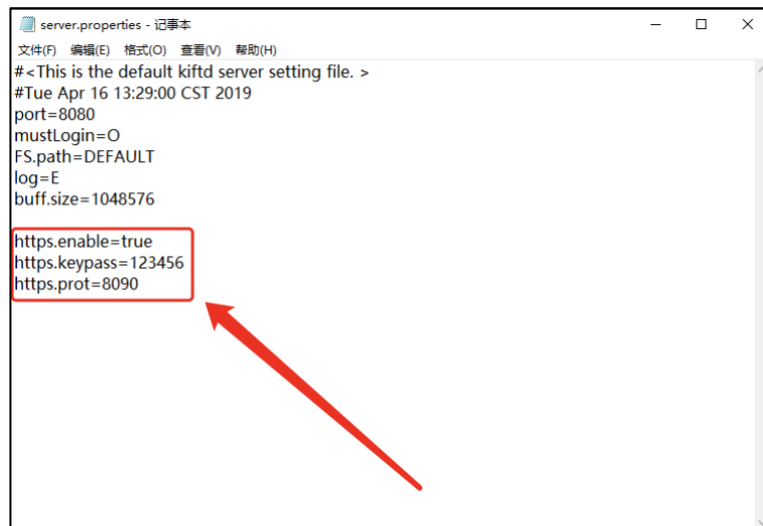 server.properties - 记事本
文件(F) 编辑(E) 格式(O) 查看(V) 帮助(H)
#<This is the default kiftd server setting file. >
#Tue Apr 16 13:29:00 CST 2019
port=8080
mustLogin=O
FS.path=DEFAULT
log=E
buff.size=1048576
https.enable=true
https.keypass=123456
https.prot=8090